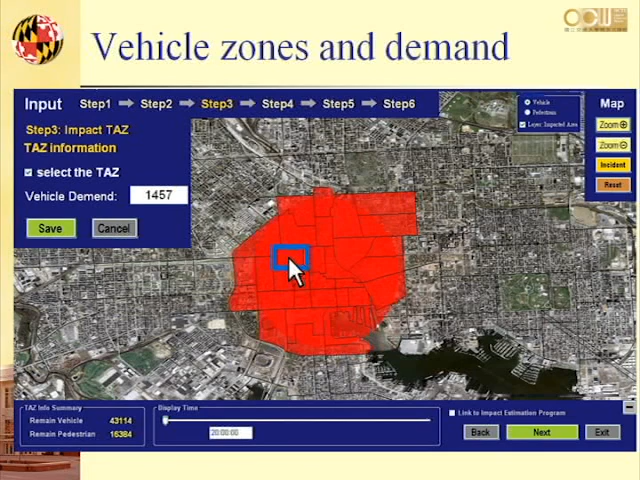 Vehicle zones and demand
OCW
Input Step1 Step2 Step3 Step4 Step5 Step6
Vehicle
Pedestrian
Layer: Impacted Area
Map
Zoom
Zoom
Incident
Reset
Step3: Impact TAZ
TAZ information
select the TAZ
Vehicle Demend: 1457
Save Cancel
TAZ Info Summary
Remain Vehicle 43114
Remain Pedestrian 16384
Display Time
20:00:00
Link to Impact Estimation Program
Back Next Exit